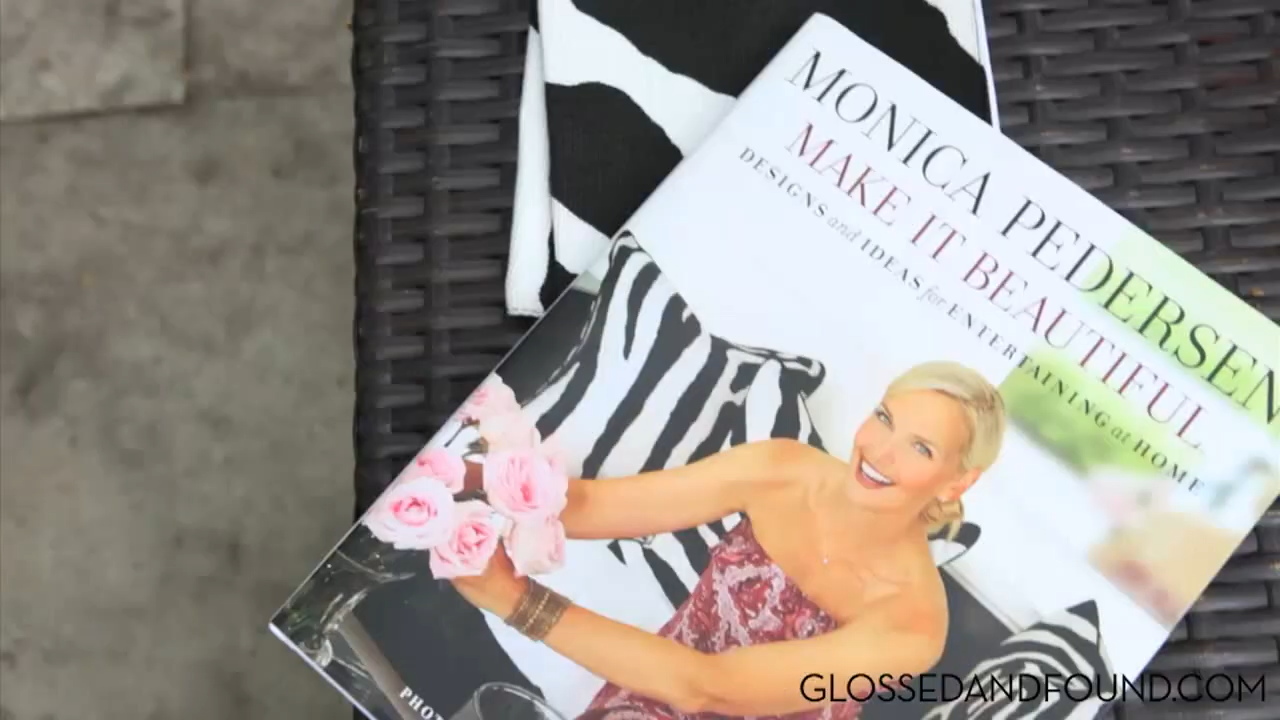 MONICA PEDERSEN
MAKE IT BEAUTIFUL
DESIGNS and IDEAS for ENTERTAINING at HOME
GLOSSEDANDFOUND.COM